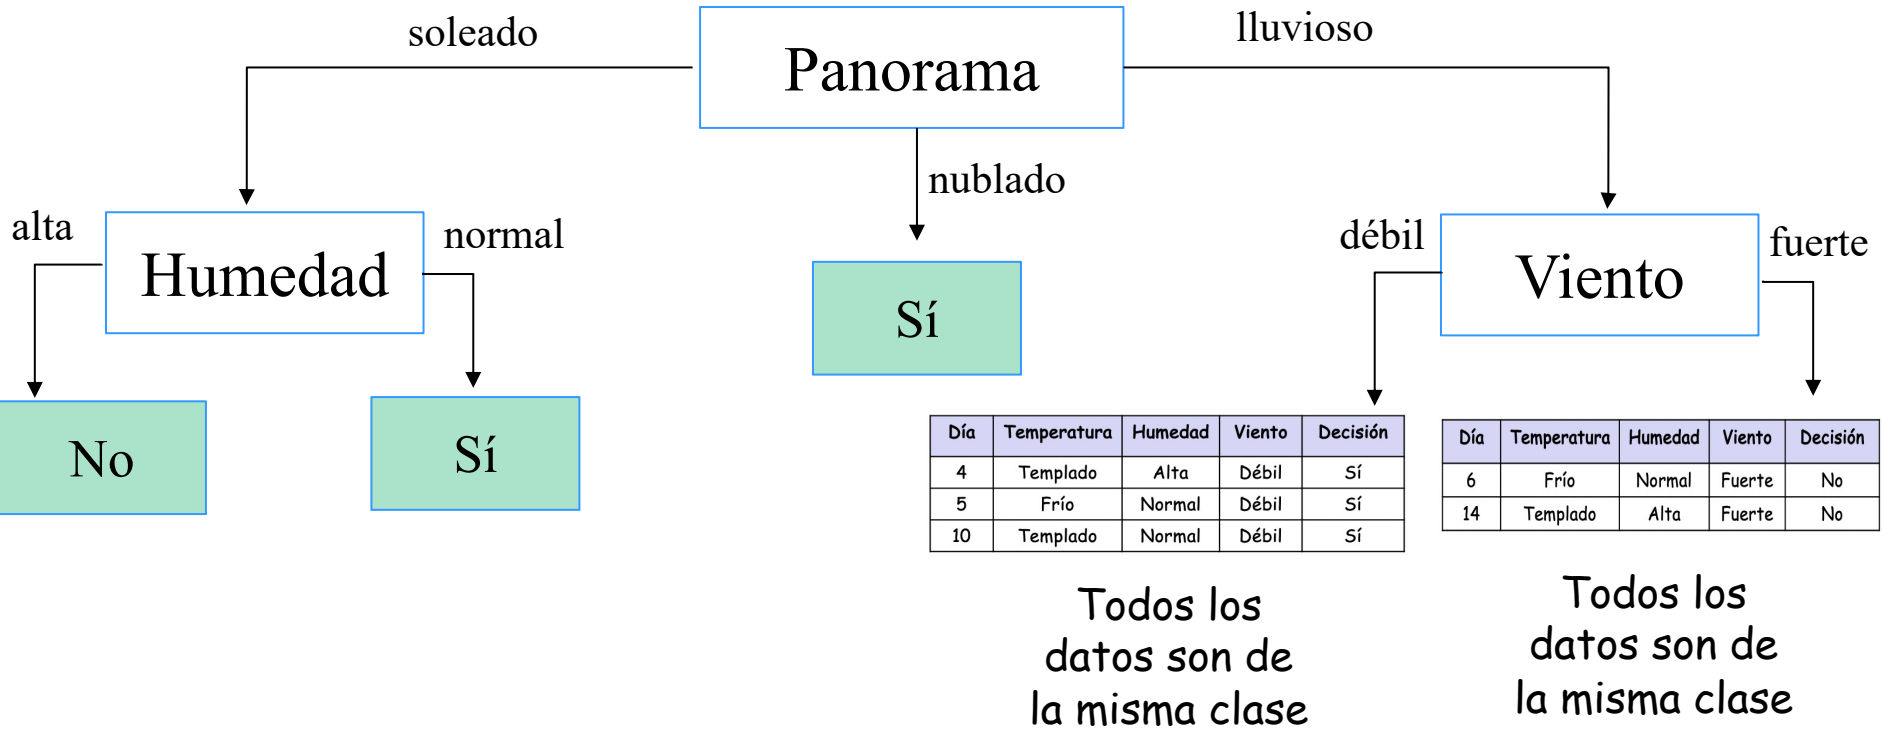 soleado
Panorama
lluvioso
nublado
alta
Humedad
normal
débil
Viento
fuerte
Sí
No
Sí
Día Temperatura Humedad Viento Decisión
4 Templado Alta Débil Sí
5 Frío Normal Débil Sí
10 Templado Normal Débil Sí
Día Temperatura Humedad Viento Decisión
6 Frío Normal Fuerte No
14 Templado Alta Fuerte No
Todos los
datos son de
la misma clase
Todos los
datos son de
la misma clase